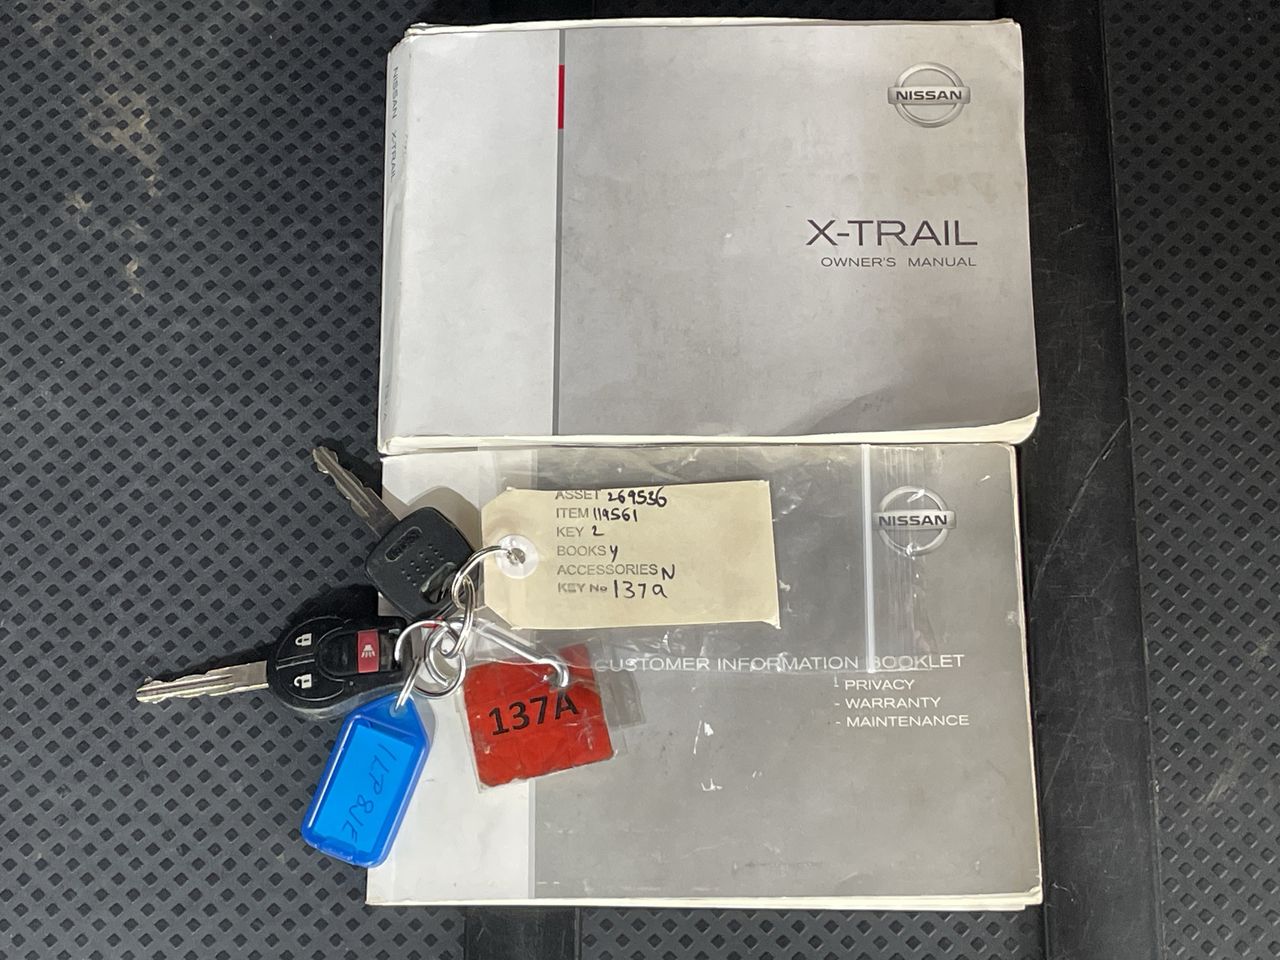 NISSAN X-TRAIL
NISSAN
X-TRAIL
OWNER'S MANUAL
ASSET 269536
ITEM 119561
KEY 2
BOOKS y
ACCESSORIES N
KEY No 137a
NISSAN
CUSTOMER INFORMATION BOOKLET
- PRIVACY
- WARRANTY
- MAINTENANCE
137A